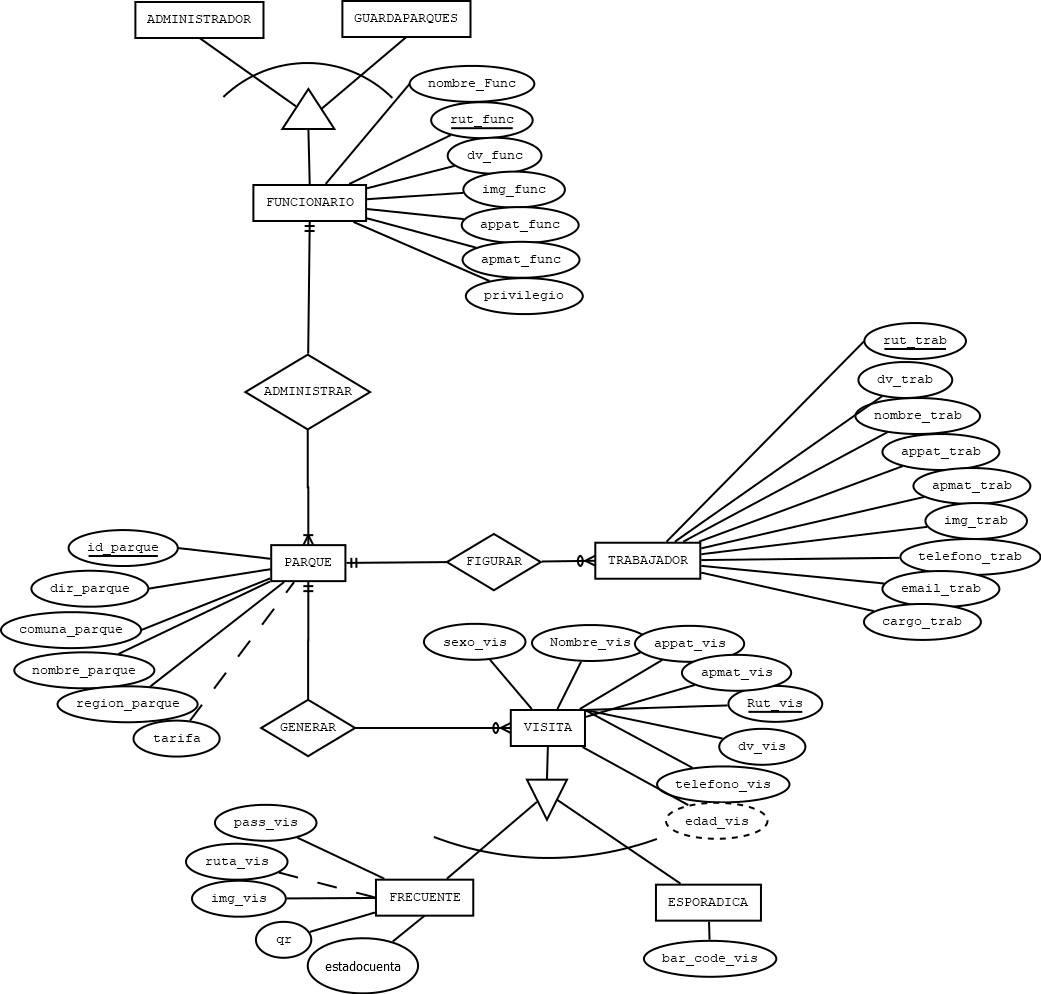 ADMINISTRADOR
GUARDAPARQUES
nombre_Func
rut_func
dv_func
img_func
FUNCIONARIO
appat_func
apmat_func
privilegio
rut_trab
dv_trab
ADMINISTRAR
nombre_trab
appat_trab
apmat_trab
img_trab
id_parque
PARQUE
FIGURAR
TRABAJADOR
telefono_trab
dir_parque
email_trab
comuna_parque
cargo_trab
sexo_vis
Nombre_vis
appat_vis
nombre_parque
apmat_vis
region_parque
Rut_vis
GENERAR
VISITA
tarifa
dv_vis
telefono_vis
pass_vis
edad_vis
ruta_vis
img_vis
FRECUENTE
ESPORADICA
qr
estadocuenta
bar_code_vis